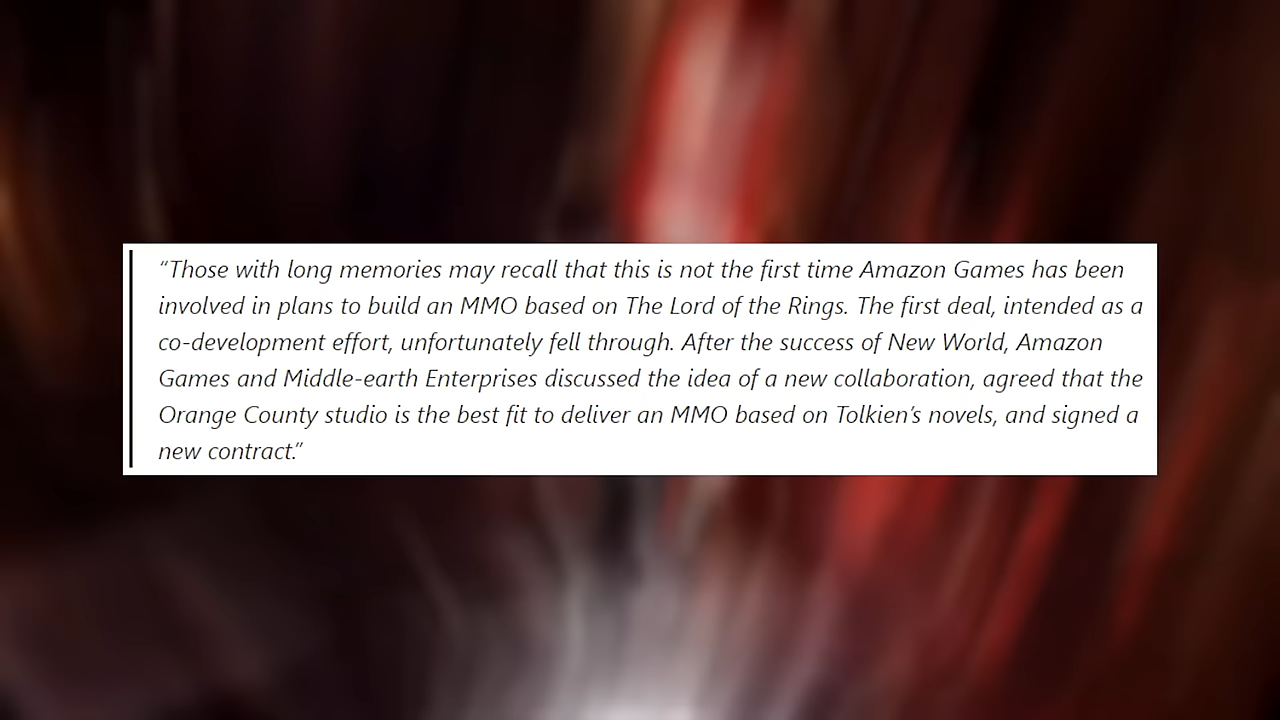 “Those with long memories may recall that this is not the first time Amazon Games has been
involved in plans to build an MMO based on The Lord of the Rings. The first deal, intended as a
co-development effort, unfortunately fell through. After the success of New World, Amazon
Games and Middle-earth Enterprises discussed the idea of a new collaboration, agreed that the
Orange County studio is the best fit to deliver an MMO based on Tolkien’s novels, and signed a
new contract.”